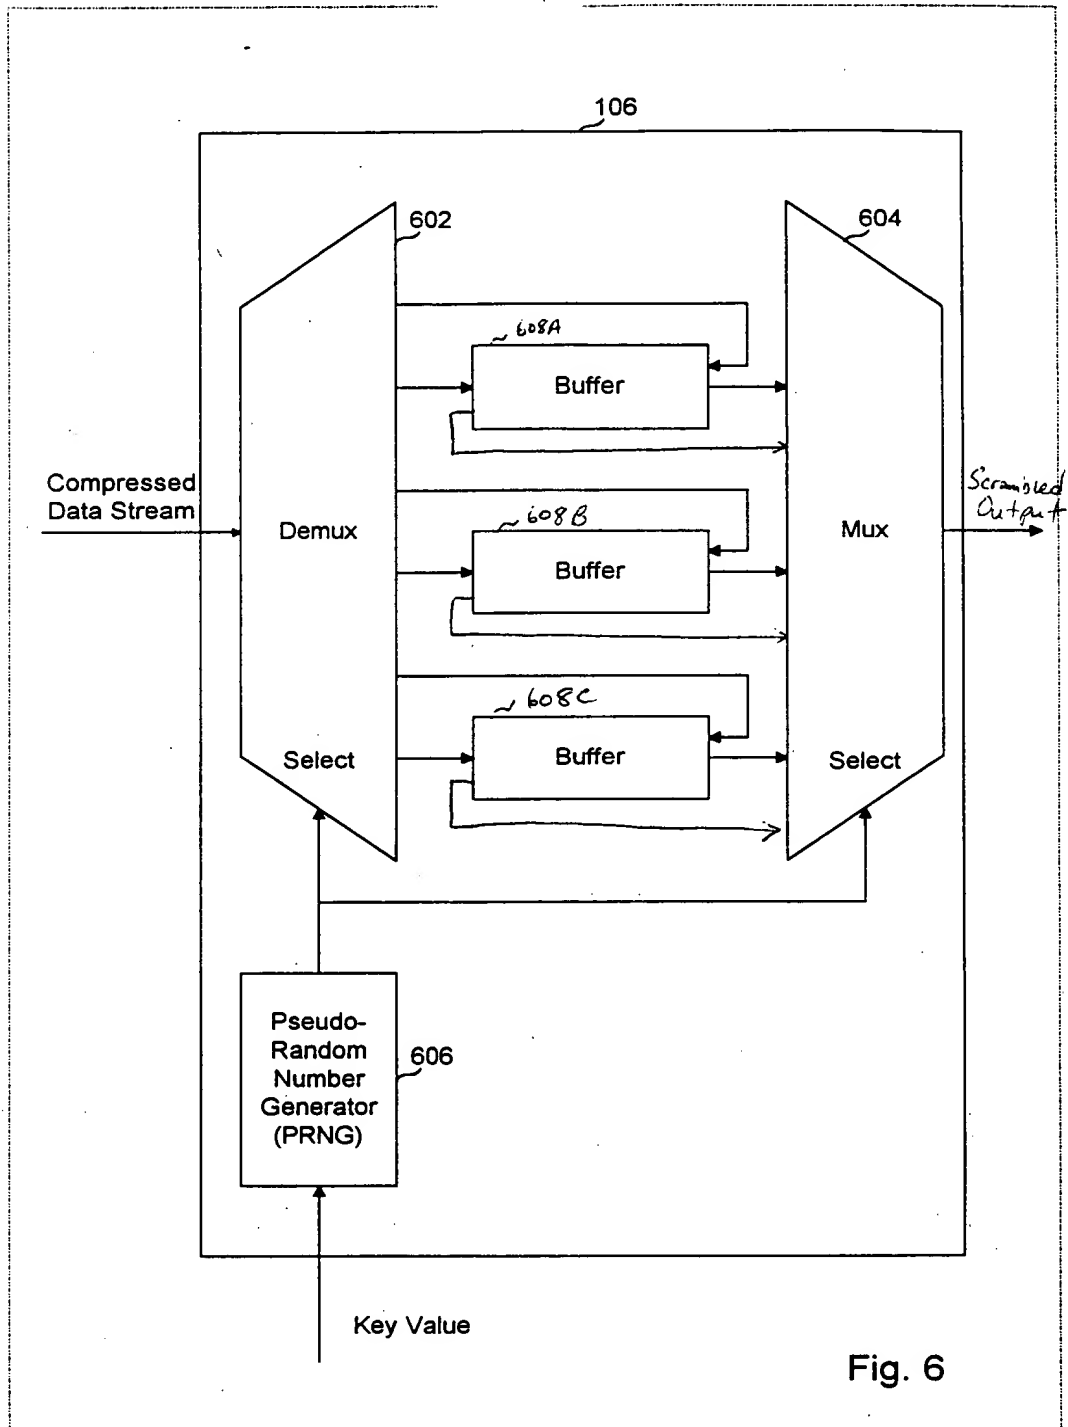 106
602
604
608A
Buffer
Compressed
Data Stream
Scrambled
Output
608B
Demux
Buffer
Mux
608C
Select
Buffer
Select
Pseudo-
Random
Number
Generator
(PRNG)
606
Key Value
Fig. 6